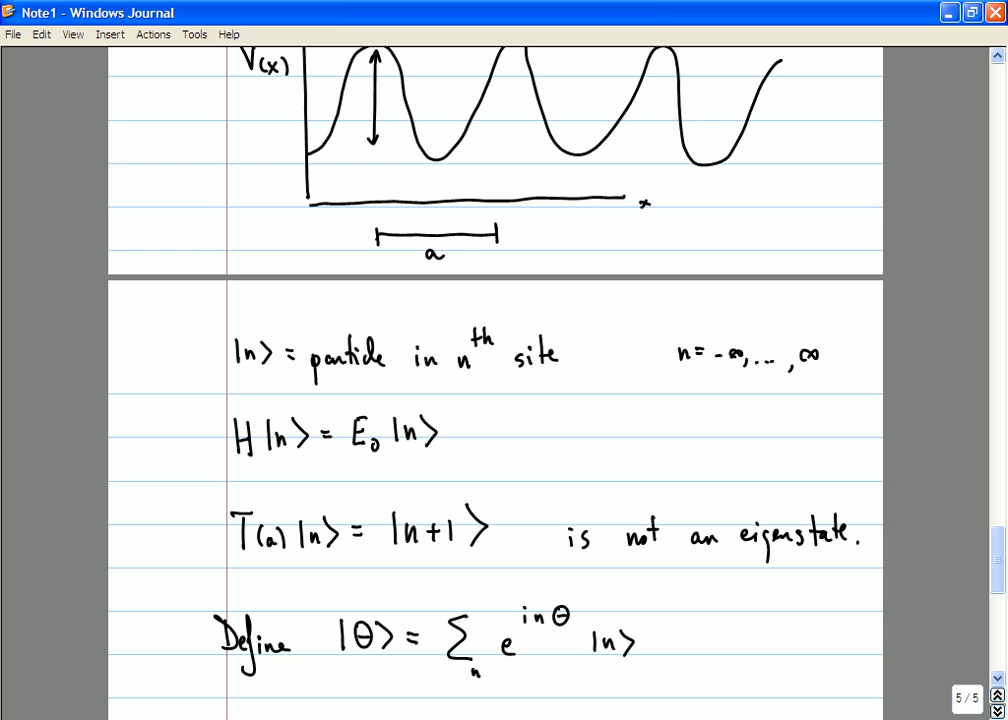 Note1 - Windows Journal
File Edit View Insert Actions Tools Help
V(x)
x
a
|n> = particle in n^th site n = -∞, ..., ∞
H |n> = E₀ |n>
T(a) |n> = |n+1> is not an eigenstate.
Define |θ> = Σ_n e^{inθ} |n>
5/5